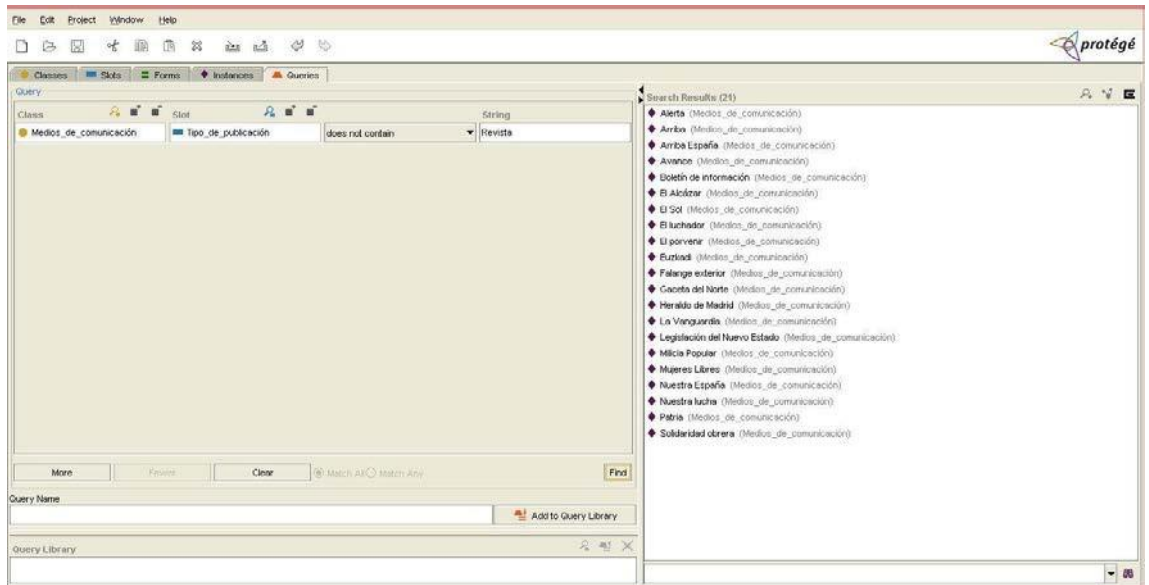 File Edit Project Window Help
protégé
Classes Slots Forms Instances Queries
Query
Class Slot String
Medios_de_comunicación Tipo_de_publicación does not contain Revista
More Fewer Clear Match All Match Any Find
Query Name
Add to Query Library
Query Library
Search Results (21)
Alerta (Medios_de_comunicación)
Arriba (Medios_de_comunicación)
Arriba España (Medios_de_comunicación)
Avance (Medios_de_comunicación)
Boletín de información (Medios_de_comunicación)
El Alcázar (Medios_de_comunicación)
El Sol (Medios_de_comunicación)
El luchador (Medios_de_comunicación)
El porvenir (Medios_de_comunicación)
Euzkadi (Medios_de_comunicación)
Falange exterior (Medios_de_comunicación)
Gaceta del Norte (Medios_de_comunicación)
Heraldo de Madrid (Medios_de_comunicación)
La Vanguardia (Medios_de_comunicación)
Legislación del Nuevo Estado (Medios_de_comunicación)
Milicia Popular (Medios_de_comunicación)
Mujeres Libres (Medios_de_comunicación)
Nuestra España (Medios_de_comunicación)
Nuestra lucha (Medios_de_comunicación)
Patria (Medios_de_comunicación)
Solidaridad obrera (Medios_de_comunicación)